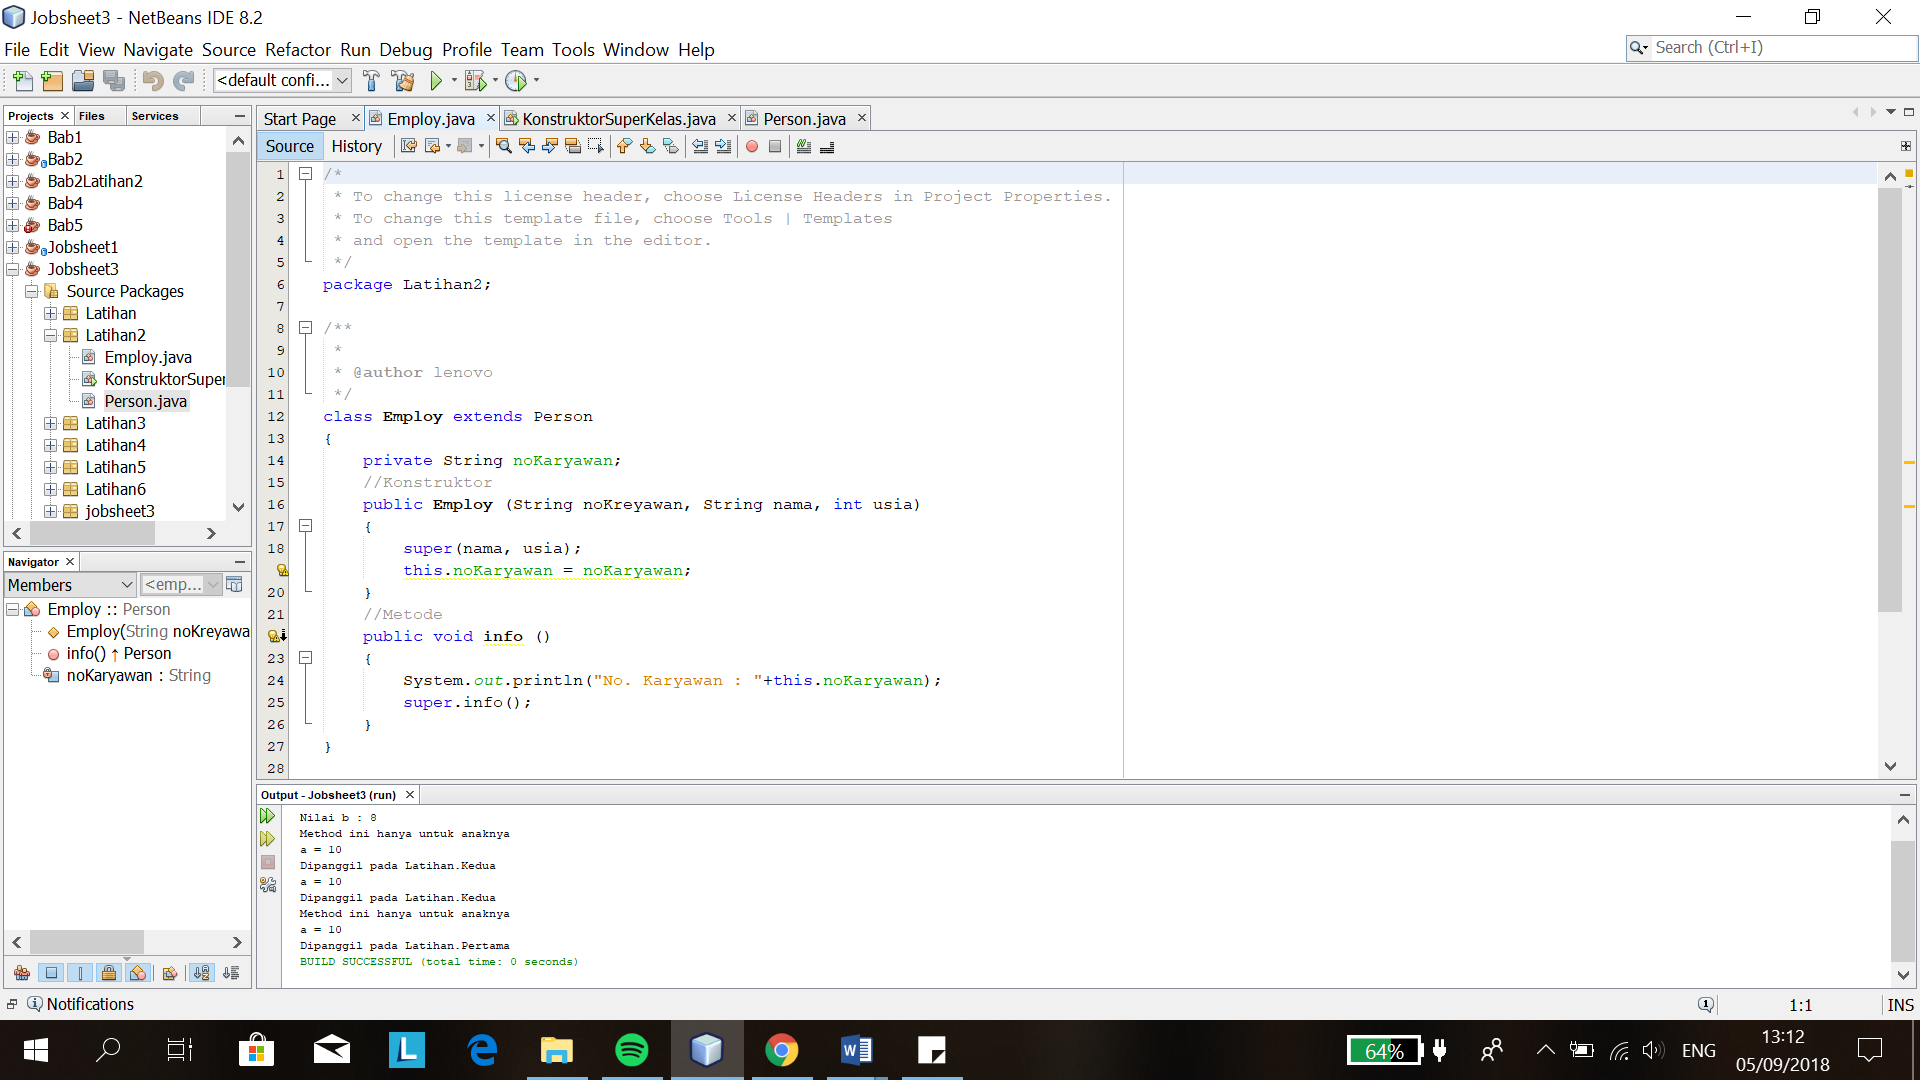 Jobsheet3 - NetBeans IDE 8.2
File Edit View Navigate Source Refactor Run Debug Profile Team Tools Window Help
Search (Ctrl+I)
<default confi...
Projects Files Services
Bab1
Bab2
Bab2Latihan2
Bab4
Bab5
Jobsheet1
Jobsheet3
Source Packages
Latihan
Latihan2
Employ.java
KonstruktorSuper
Person.java
Latihan3
Latihan4
Latihan5
Latihan6
jobsheet3
Navigator
Members <emp...
Employ :: Person
Employ(String noKreyawa
info() ↑ Person
noKaryawan : String
Start Page Employ.java KonstruktorSuperKelas.java Person.java
Source History
1 /*
2 * To change this license header, choose License Headers in Project Properties.
3 * To change this template file, choose Tools | Templates
4 * and open the template in the editor.
5 */
6 package Latihan2;
7
8 /**
9 *
10 * @author lenovo
11 */
12 class Employ extends Person
13 {
14 private String noKaryawan;
15 //Konstruktor
16 public Employ (String noKreyawan, String nama, int usia)
17 {
18 super(nama, usia);
this.noKaryawan = noKaryawan;
20 }
21 //Metode
public void info ()
23 {
24 System.out.println("No. Karyawan : "+this.noKaryawan);
25 super.info();
26 }
27 }
28
Output - Jobsheet3 (run)
Nilai b : 8
Method ini hanya untuk anaknya
a = 10
Dipanggil pada Latihan.Kedua
a = 10
Dipanggil pada Latihan.Kedua
Method ini hanya untuk anaknya
a = 10
Dipanggil pada Latihan.Pertama
BUILD SUCCESSFUL (total time: 0 seconds)
Notifications
1:1 INS
64%
ENG
13:12
05/09/2018